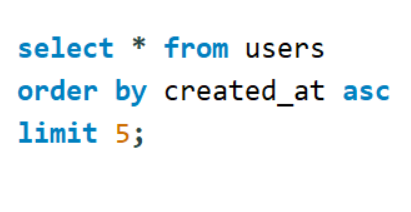 select * from users
order by created_at asc
limit 5;